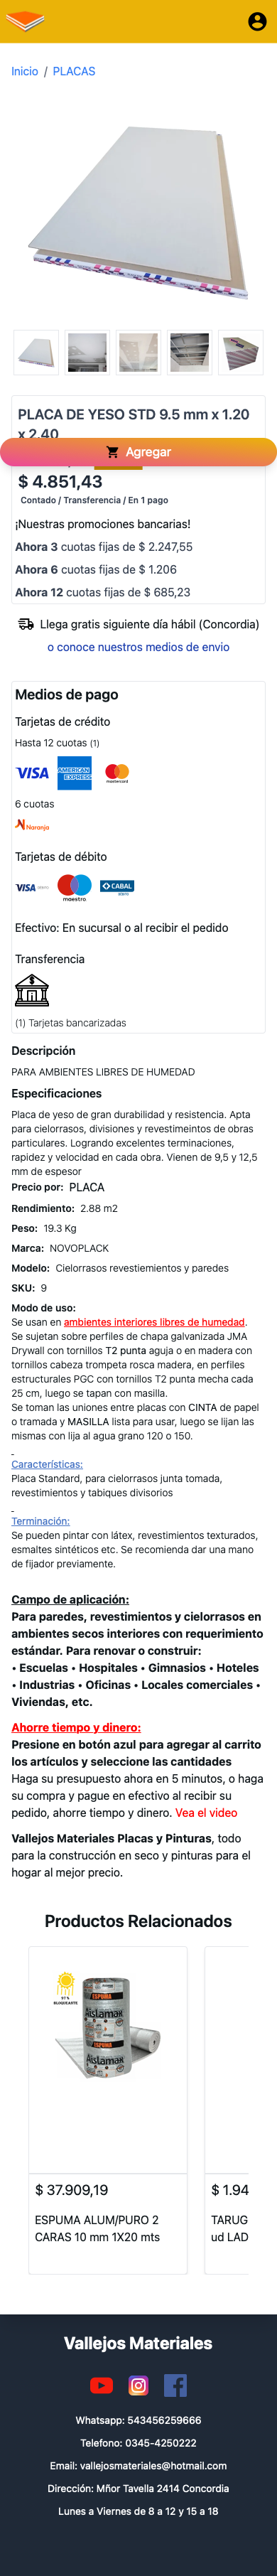 Inicio / PLACAS
PLACA DE YESO STD 9.5 mm x 1.20
x 2.40
Agregar
$ 4.851,43
Contado / Transferencia / En 1 pago
¡Nuestras promociones bancarias!
Ahora 3 cuotas fijas de $ 2.247,55
Ahora 6 cuotas fijas de $ 1.206
Ahora 12 cuotas fijas de $ 685,23
Llega gratis siguiente día hábil (Concordia)
o conoce nuestros medios de envio
Medios de pago
Tarjetas de crédito
Hasta 12 cuotas (1)
VISA AMERICAN EXPRESS mastercard
6 cuotas
Naranja
Tarjetas de débito
VISA maestro CABAL
Efectivo: En sucursal o al recibir el pedido
Transferencia
(1) Tarjetas bancarizadas
Descripción
PARA AMBIENTES LIBRES DE HUMEDAD
Especificaciones
Placa de yeso de gran durabilidad y resistencia. Apta
para cielorrasos, divisiones y revestimeintos de obras
particulares. Logrando excelentes terminaciones,
rapidez y velocidad en cada obra. Vienen de 9,5 y 12,5
mm de espesor
Precio por: PLACA
Rendimiento: 2.88 m2
Peso: 19.3 Kg
Marca: NOVOPLACK
Modelo: Cielorrasos revestiemientos y paredes
SKU: 9
Modo de uso:
Se usan en ambientes interiores libres de humedad.
Se sujetan sobre perfiles de chapa galvanizada JMA
Drywall con tornillos T2 punta aguja o en madera con
tornillos cabeza trompeta rosca madera, en perfiles
estructurales PGC con tornillos T2 punta mecha cada
25 cm, luego se tapan con masilla.
Se toman las uniones entre placas con CINTA de papel
o tramada y MASILLA lista para usar, luego se lijan las
mismas con lija al agua grano 120 o 150.
Características:
Placa Standard, para cielorrasos junta tomada,
revestimientos y tabiques divisorios
Terminación:
Se pueden pintar con látex, revestimientos texturados,
esmaltes sintéticos etc. Se recomienda dar una mano
de fijador previamente.
Campo de aplicación:
Para paredes, revestimientos y cielorrasos en
ambientes secos interiores con requerimiento
estándar. Para renovar o construir:
• Escuelas • Hospitales • Gimnasios • Hoteles
• Industrias • Oficinas • Locales comerciales •
Viviendas, etc.
Ahorre tiempo y dinero:
Presione en botón azul para agregar al carrito
los artículos y seleccione las cantidades
Haga su presupuesto ahora en 5 minutos, o haga
su compra y pague en efectivo al recibir su
pedido, ahorre tiempo y dinero. Vea el video
Vallejos Materiales Placas y Pinturas, todo
para la construcción en seco y pinturas para el
hogar al mejor precio.
Productos Relacionados
97%
BLOQUEANTE
ESPUMA
Aislamax
ESPUMA
$ 37.909,19
ESPUMA ALUM/PURO 2
CARAS 10 mm 1X20 mts
$ 1.94
TARUG
ud LAD
Vallejos Materiales
Whatsapp: 543456259666
Telefono: 0345-4250222
Email: vallejosmateriales@hotmail.com
Dirección: Mñor Tavella 2414 Concordia
Lunes a Viernes de 8 a 12 y 15 a 18